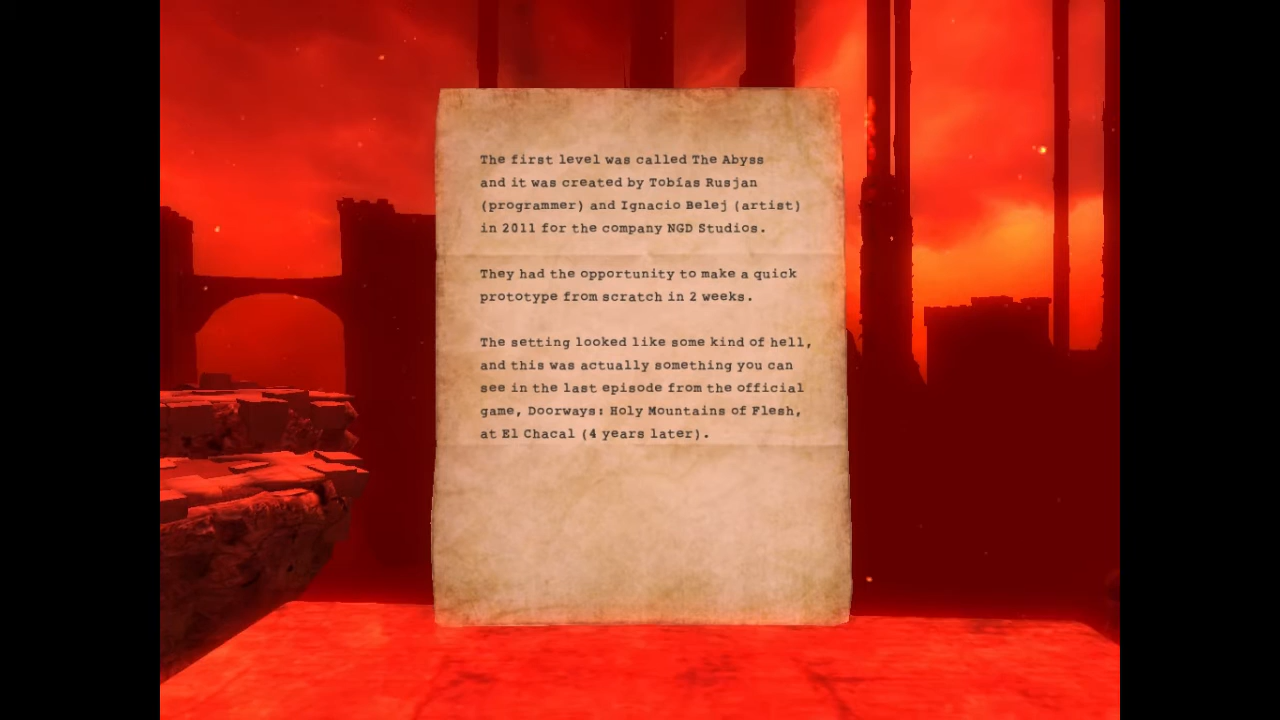 The first level was called The Abyss
and it was created by Tobías Rusjan
(programmer) and Ignacio Belej (artist)
in 2011 for the company NGD Studios.
They had the opportunity to make a quick
prototype from scratch in 2 weeks.
The setting looked like some kind of hell,
and this was actually something you can
see in the last episode from the official
game, Doorways: Holy Mountains of Flesh,
at El Chacal (4 years later).